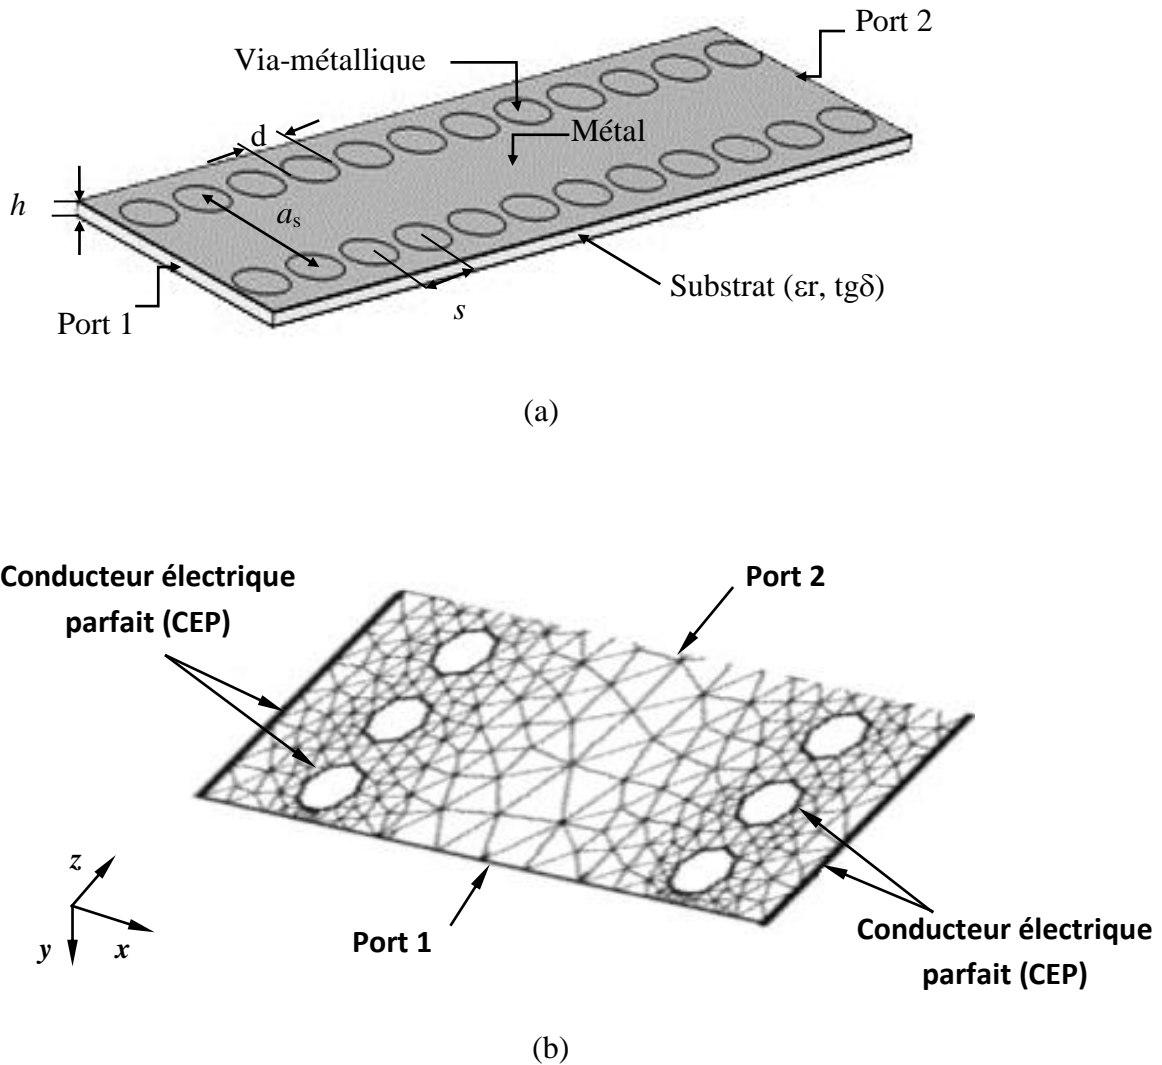 Port 2
Via-métallique
d
Métal
h
as
Substrat (εr, tgδ)
s
Port 1
(a)
Conducteur électrique
parfait (CEP)
Port 2
z
y
x
Port 1
Conducteur électrique
parfait (CEP)
(b)